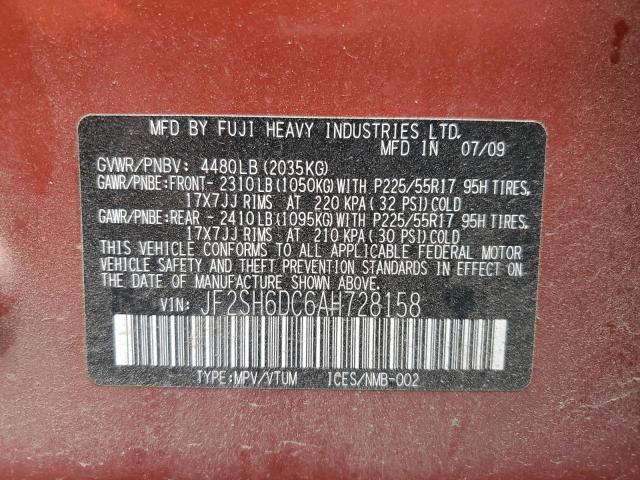 MFD BY FUJI HEAVY INDUSTRIES LTD.
MFD IN 07/09
GVWR/PNBV: 4480LB(2035KG)
GAWR/PNBE:FRONT- 2310LB(1050KG)WITH P225/55R17 95H TIRES,
17X7JJ RIMS AT 220 KPA( 32 PSI)COLD
GAWR/PNBE:REAR - 2410LB(1095KG)WITH P225/55R17 95H TIRES,
17X7JJ RIMS AT 210 KPA( 30 PSI)COLD
THIS VEHICLE CONFORMS TO ALL APPLICABLE FEDERAL MOTOR
VEHICLE SAFETY AND THEFT PREVENTION STANDARDS IN EFFECT ON
THE DATE OF MANUFACTURE SHOWN ABOVE.
VIN: JF2SH6DC6AH728158
TYPE:MPV/VTUM ICES/NMB-002